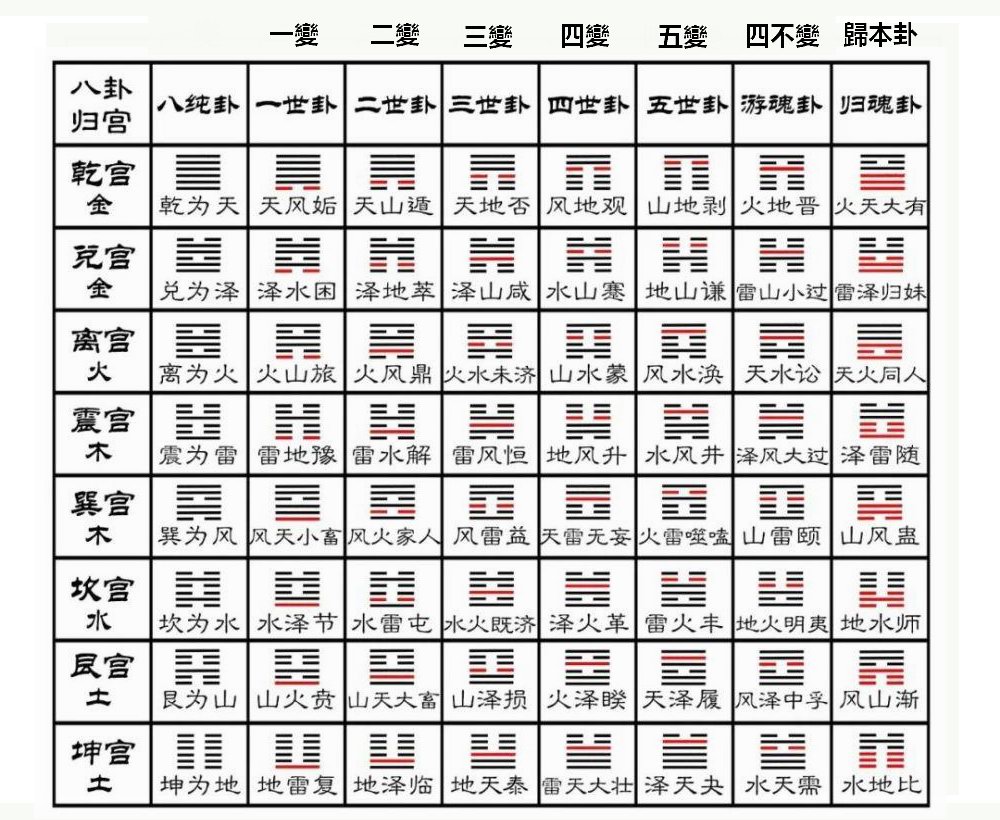 一變 二變 三變 四變 五變 四不變 歸本卦
八卦归宫 八纯卦 一世卦 二世卦 三世卦 四世卦 五世卦 游魂卦 归魂卦
乾宫金 乾为天 天风姤 天山遁 天地否 风地观 山地剥 火地晋 火天大有
兑宫金 兑为泽 泽水困 泽地萃 泽山咸 水山蹇 地山谦 雷山小过 雷泽归妹
离宫火 离为火 火山旅 火风鼎 火水未济 山水蒙 风水涣 天水讼 天火同人
震宫木 震为雷 雷地豫 雷水解 雷风恒 地风升 水风井 泽风大过 泽雷随
巽宫木 巽为风 风天小畜 风火家人 风雷益 天雷无妄 火雷噬嗑 山雷颐 山风蛊
坎宫水 坎为水 水泽节 水雷屯 水火既济 泽火革 雷火丰 地火明夷 地水师
艮宫土 艮为山 山火贲 山天大畜 山泽损 火泽睽 天泽履 风泽中孚 风山渐
坤宫土 坤为地 地雷复 地泽临 地天泰 雷天大壮 泽天夬 水天需 水地比